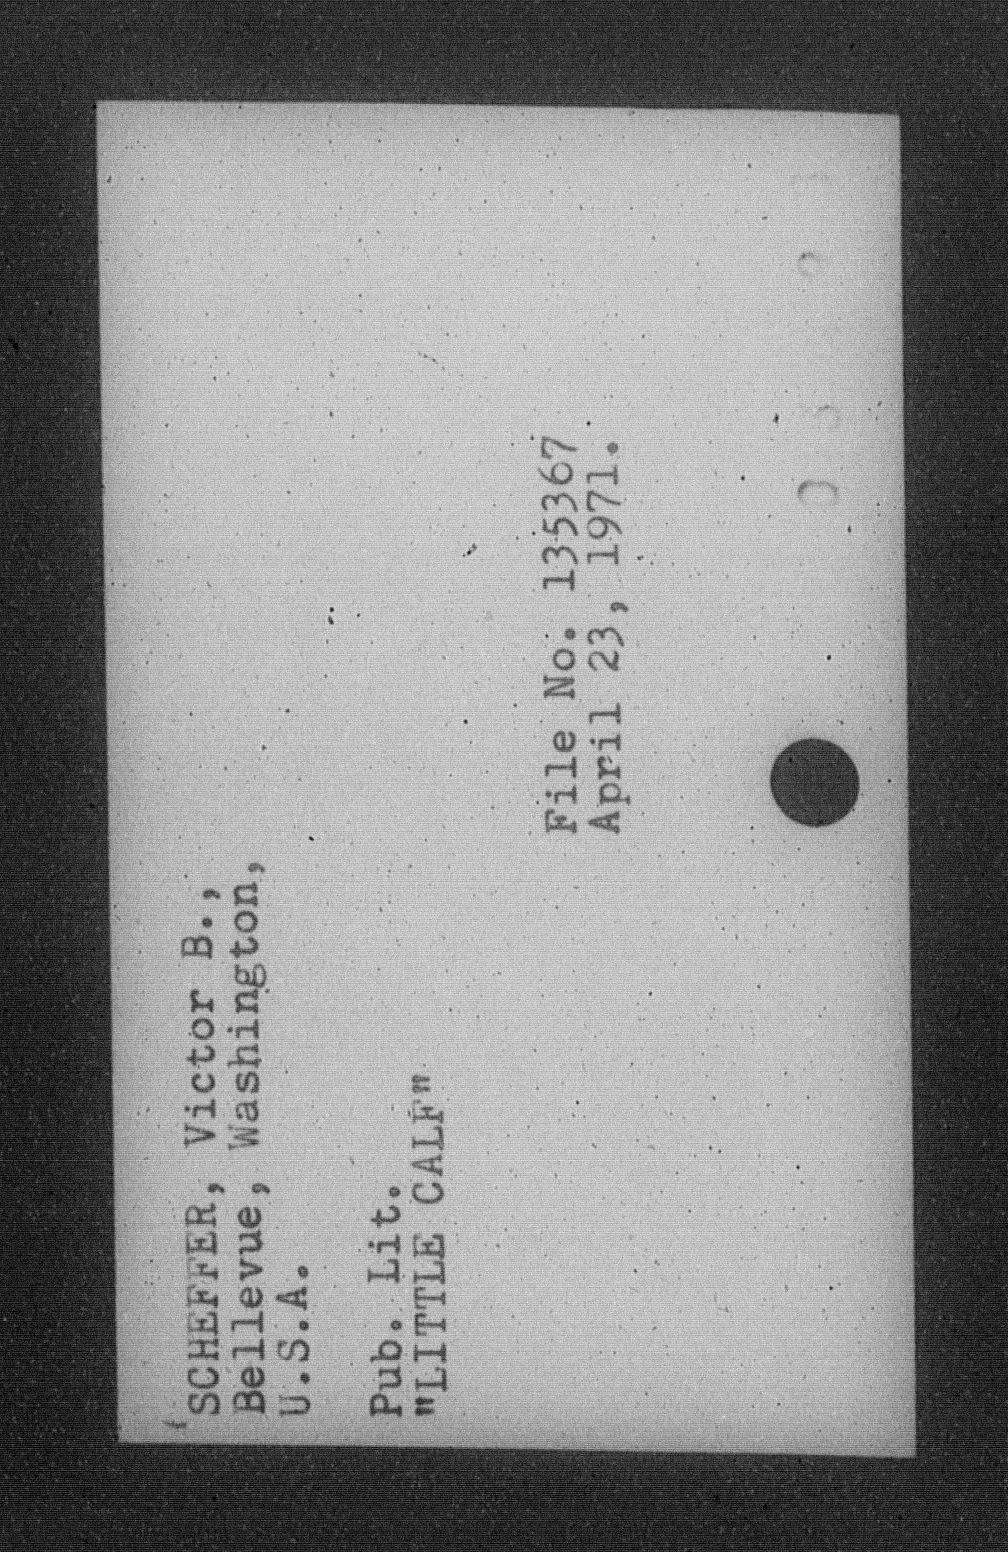 SCHEFFER, Victor B.,
Bellevue, Washington,
U.S.A.
Pub. Lit.
"LITTLE CALF"
File No. 135367
April 23, 1971.